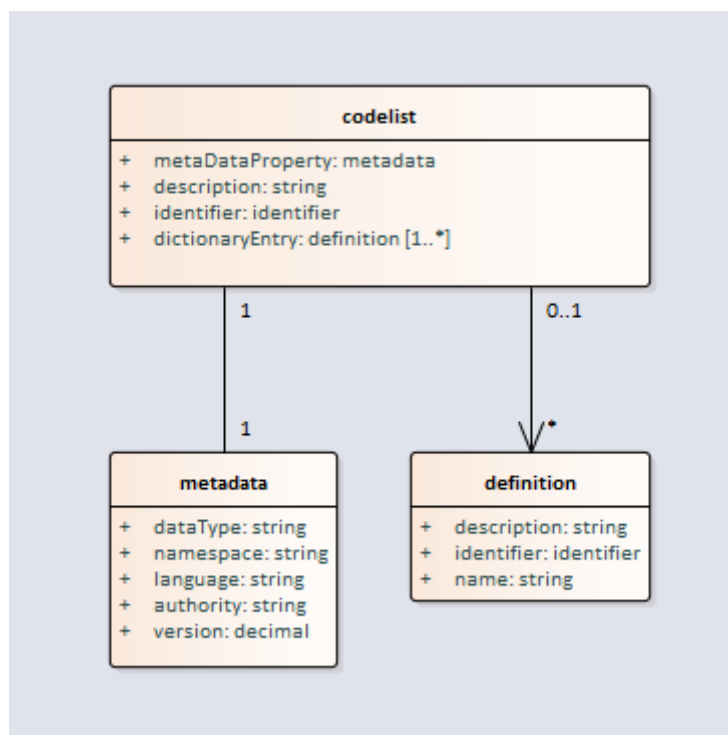 codelist
+ metaDataProperty: metadata
+ description: string
+ identifier: identifier
+ dictionaryEntry: definition [1..*]
1
0..1
1
*
metadata
+ dataType: string
+ namespace: string
+ language: string
+ authority: string
+ version: decimal
definition
+ description: string
+ identifier: identifier
+ name: string